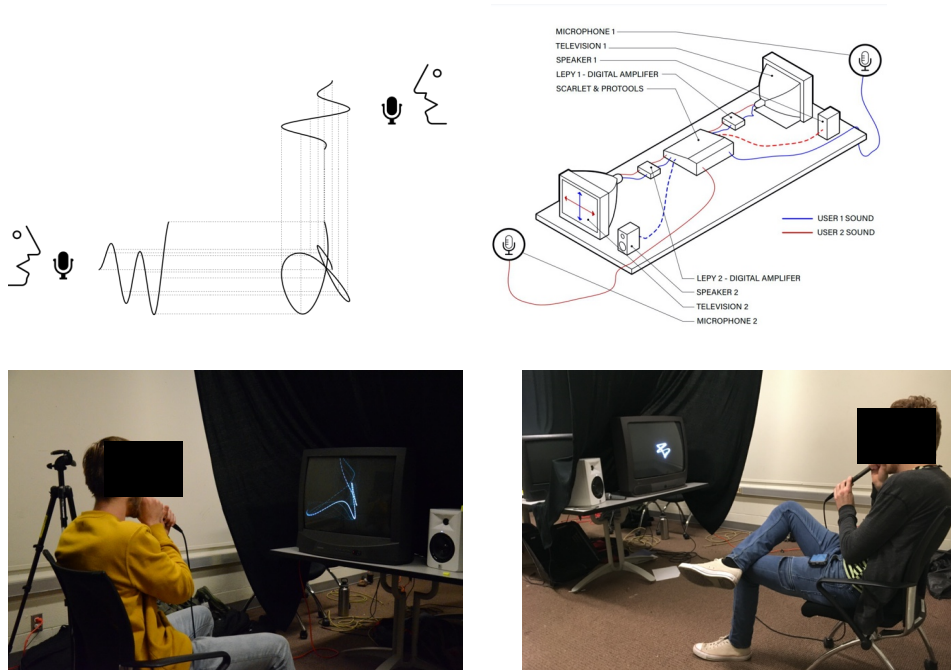 MICROPHONE 1
TELEVISION 1
SPEAKER 1
LEPY 1 - DIGITAL AMPLIFER
SCARLET & PROTOOLS
USER 1 SOUND
USER 2 SOUND
LEPY 2 - DIGITAL AMPLIFER
SPEAKER 2
TELEVISION 2
MICROPHONE 2